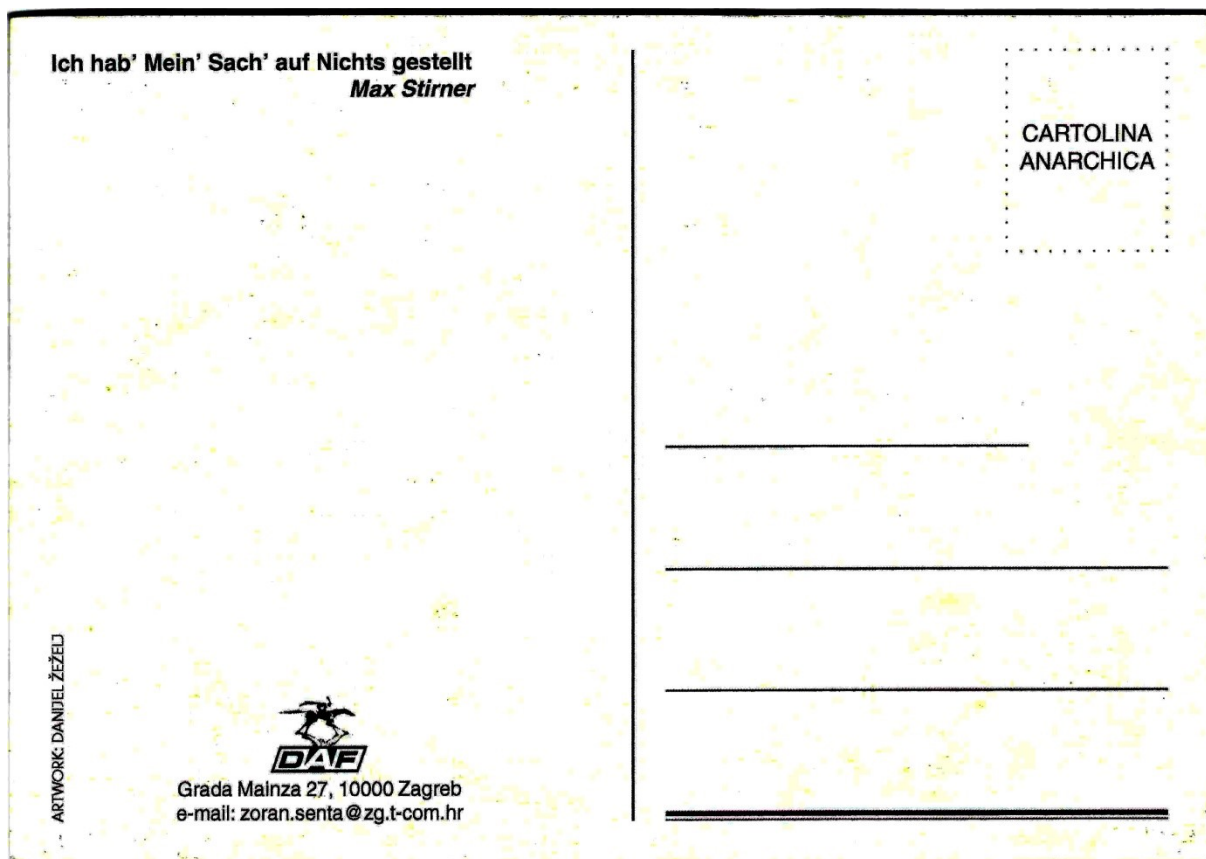 Ich hab’ Mein’ Sach’ auf Nichts gestellt
Max Stirner
CARTOLINA
ANARCHICA
ARTWORK: DANIJEL ŽEŽELJ
DAF
Grada Mainza 27, 10000 Zagreb
e-mail: zoran.senta@zg.t-com.hr